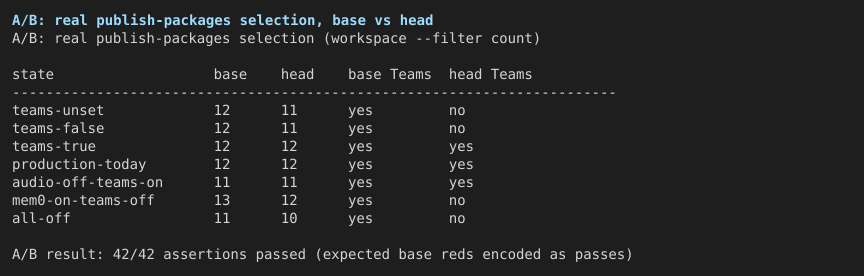 A/B: real publish-packages selection, base vs head
A/B: real publish-packages selection (workspace --filter count)
state base head base Teams head Teams
------------------------------------------------------------------------
teams-unset 12 11 yes no
teams-false 12 11 yes no
teams-true 12 12 yes yes
production-today 12 12 yes yes
audio-off-teams-on 11 11 yes yes
mem0-on-teams-off 13 12 yes no
all-off 11 10 yes no
A/B result: 42/42 assertions passed (expected base reds encoded as passes)